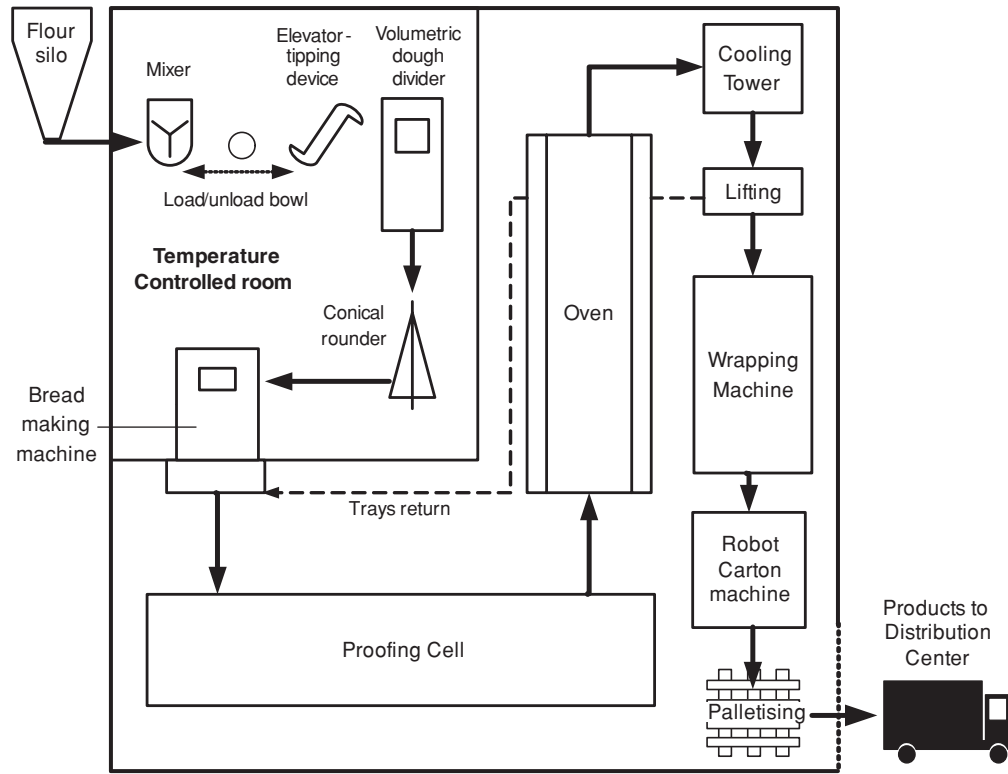 Flour
silo
Mixer
Elevator-
tipping
device
Volumetric
dough
divider
Load/unload bowl
Temperature
Controlled room
Conical
rounder
Bread
making
machine
Trays return
Proofing Cell
Oven
Cooling
Tower
Lifting
Wrapping
Machine
Robot
Carton
machine
Palletising
Products to
Distribution
Center